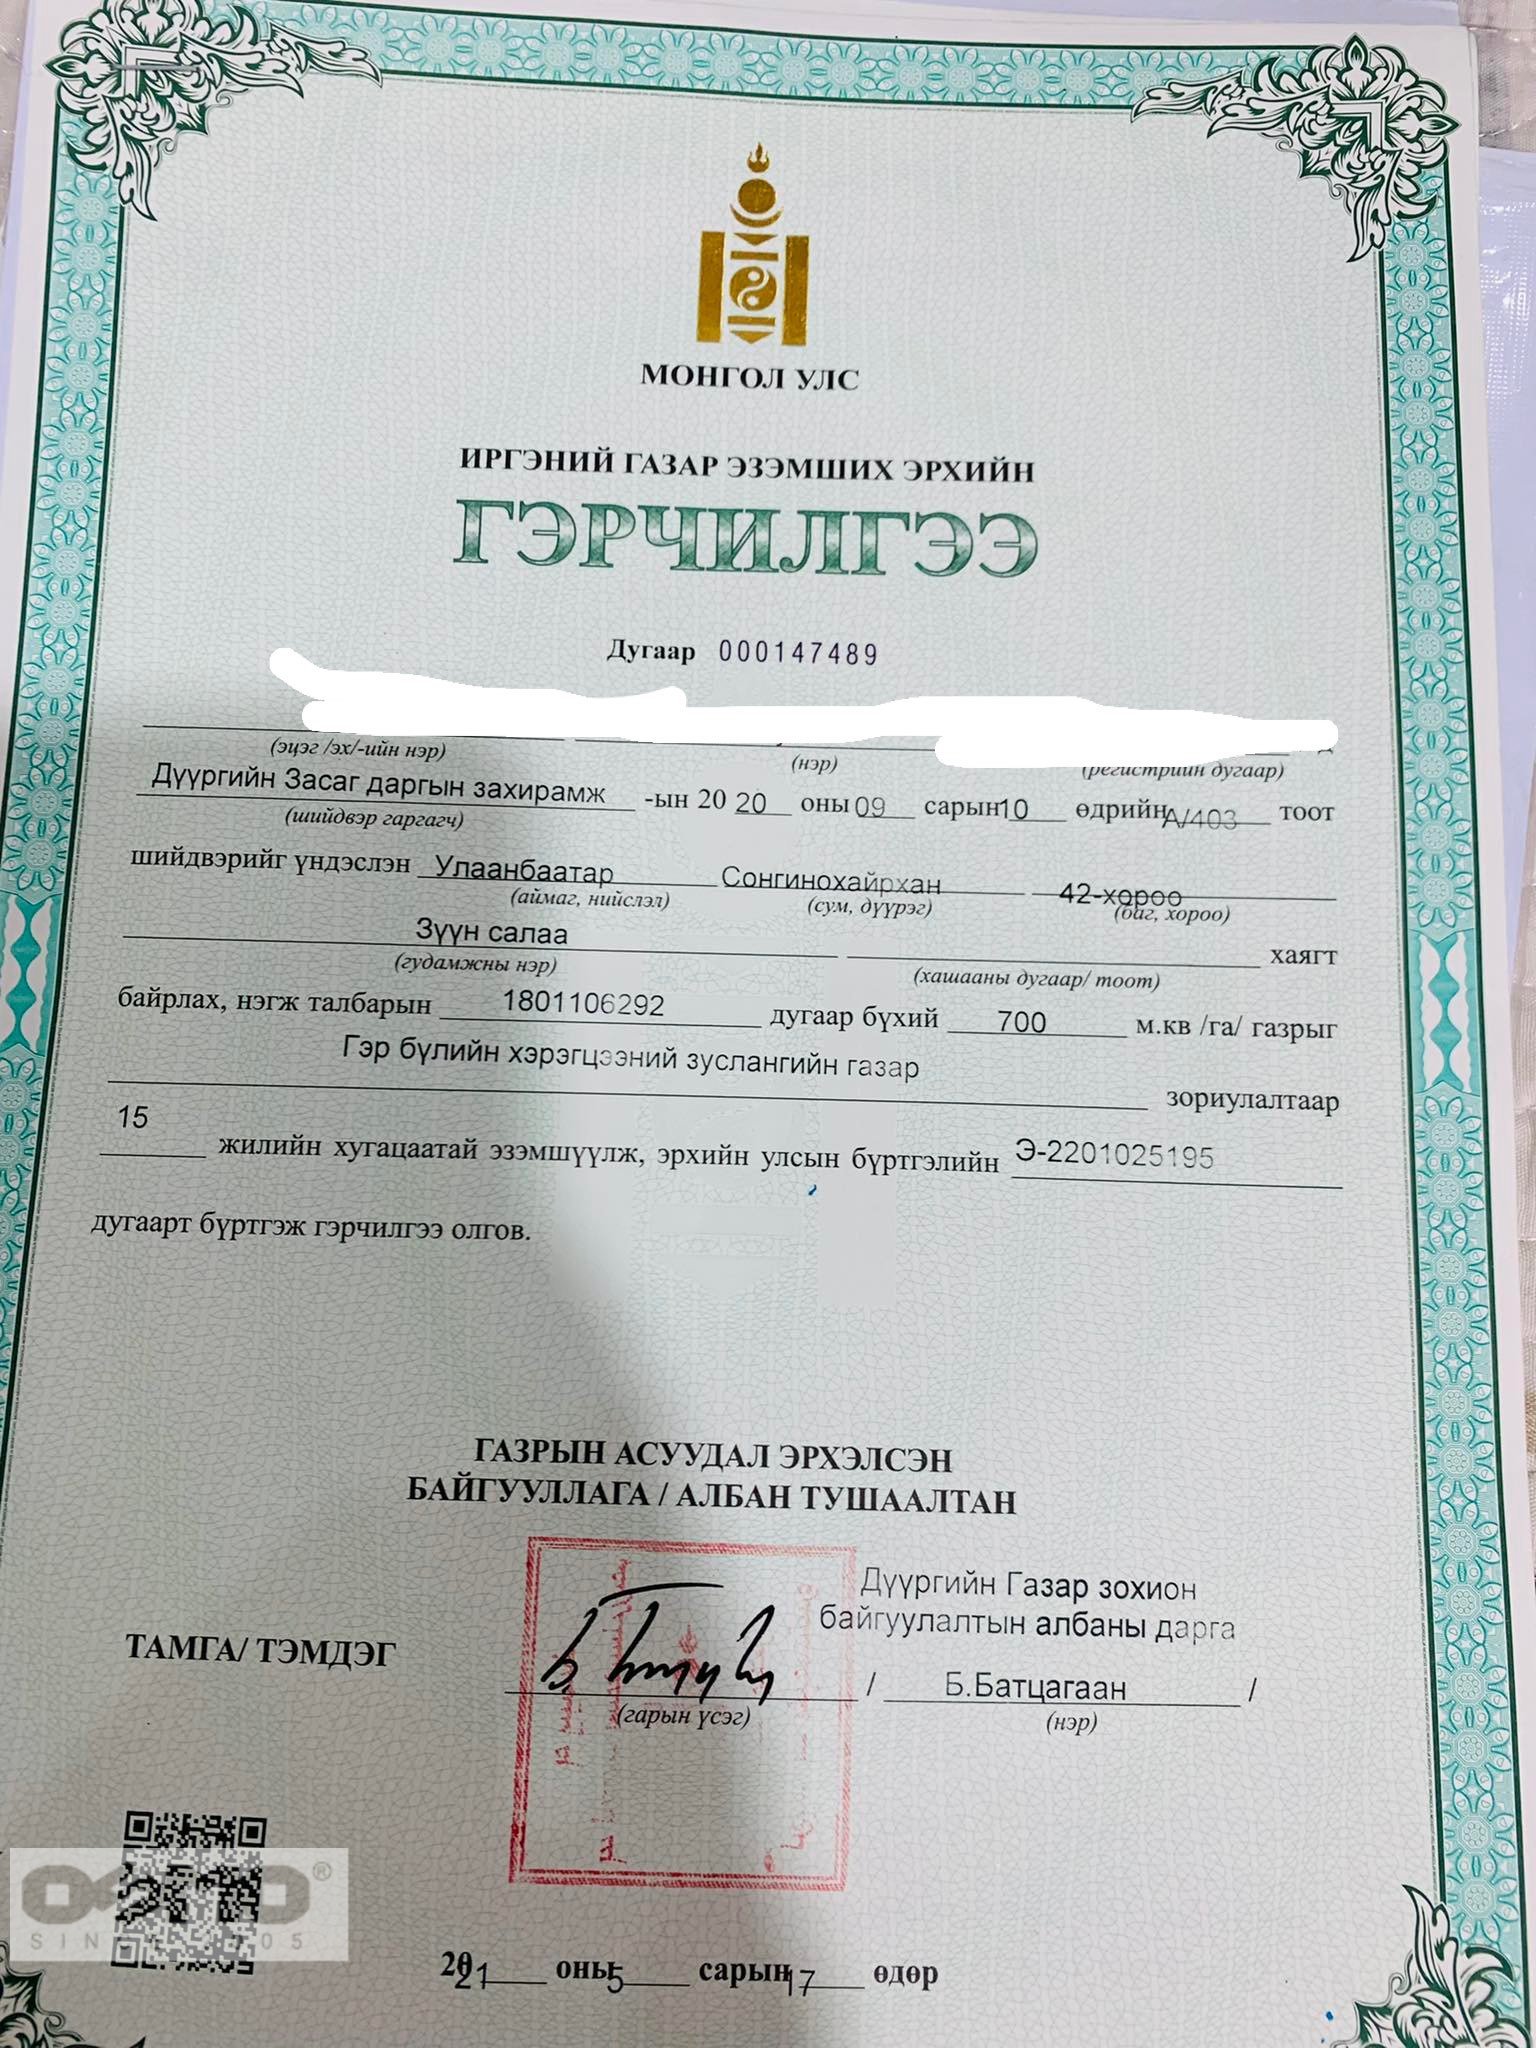 МОНГОЛ УЛС
ИРГЭНИЙ ГАЗАР ЭЗЭМШИХ ЭРХИЙН
ГЭРЧИЛГЭЭ
Дугаар 000147489
(эцэг /эх/-ийн нэр) (нэр) (регистрийн дугаар)
Дүүргийн Засаг даргын захирамж -ын 20 20 оны 09 сарын 10 өдрийн А/403 тоот
(шийдвэр гаргагч)
шийдвэрийг үндэслэн Улаанбаатар Сонгинохайрхан 42-хороо
(аймаг, нийслэл) (сум, дүүрэг) (баг, хороо)
Зүүн салаа хаягт
(гудамжны нэр) (хашааны дугаар/ тоот)
байрлах, нэгж талбарын 1801106292 дугаар бүхий 700 м.кв /га/ газрыг
Гэр бүлийн хэрэгцээний зуслангийн газар зориулалтаар
15 жилийн хугацаатай эзэмшүүлж, эрхийн улсын бүртгэлийн Э-2201025195
дугаарт бүртгэж гэрчилгээ олгов.
ГАЗРЫН АСУУДАЛ ЭРХЭЛСЭН
БАЙГУУЛЛАГА / АЛБАН ТУШААЛТАН
Дүүргийн Газар зохион
байгуулалтын албаны дарга
ТАМГА/ ТЭМДЭГ / Б.Батцагаан /
(гарын үсэг) (нэр)
2021 оны 5 сарын 17 өдөр